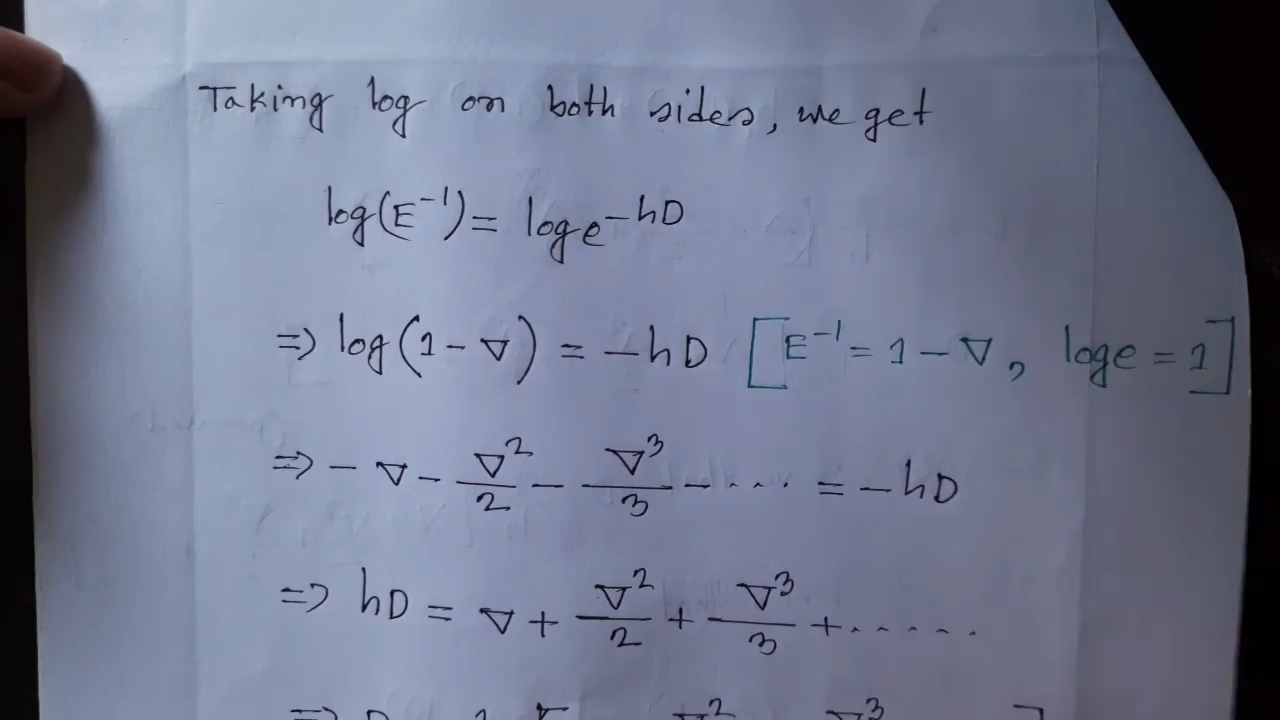 Taking log on both sides, we get
log(E⁻¹) = log e⁻ʰᴰ
⇒ log(1 - ∇) = -hD [E⁻¹ = 1 - ∇, log e = 1]
⇒ - ∇ - ∇²/2 - ∇³/3 - ... = -hD
⇒ hD = ∇ + ∇²/2 + ∇³/3 + .....